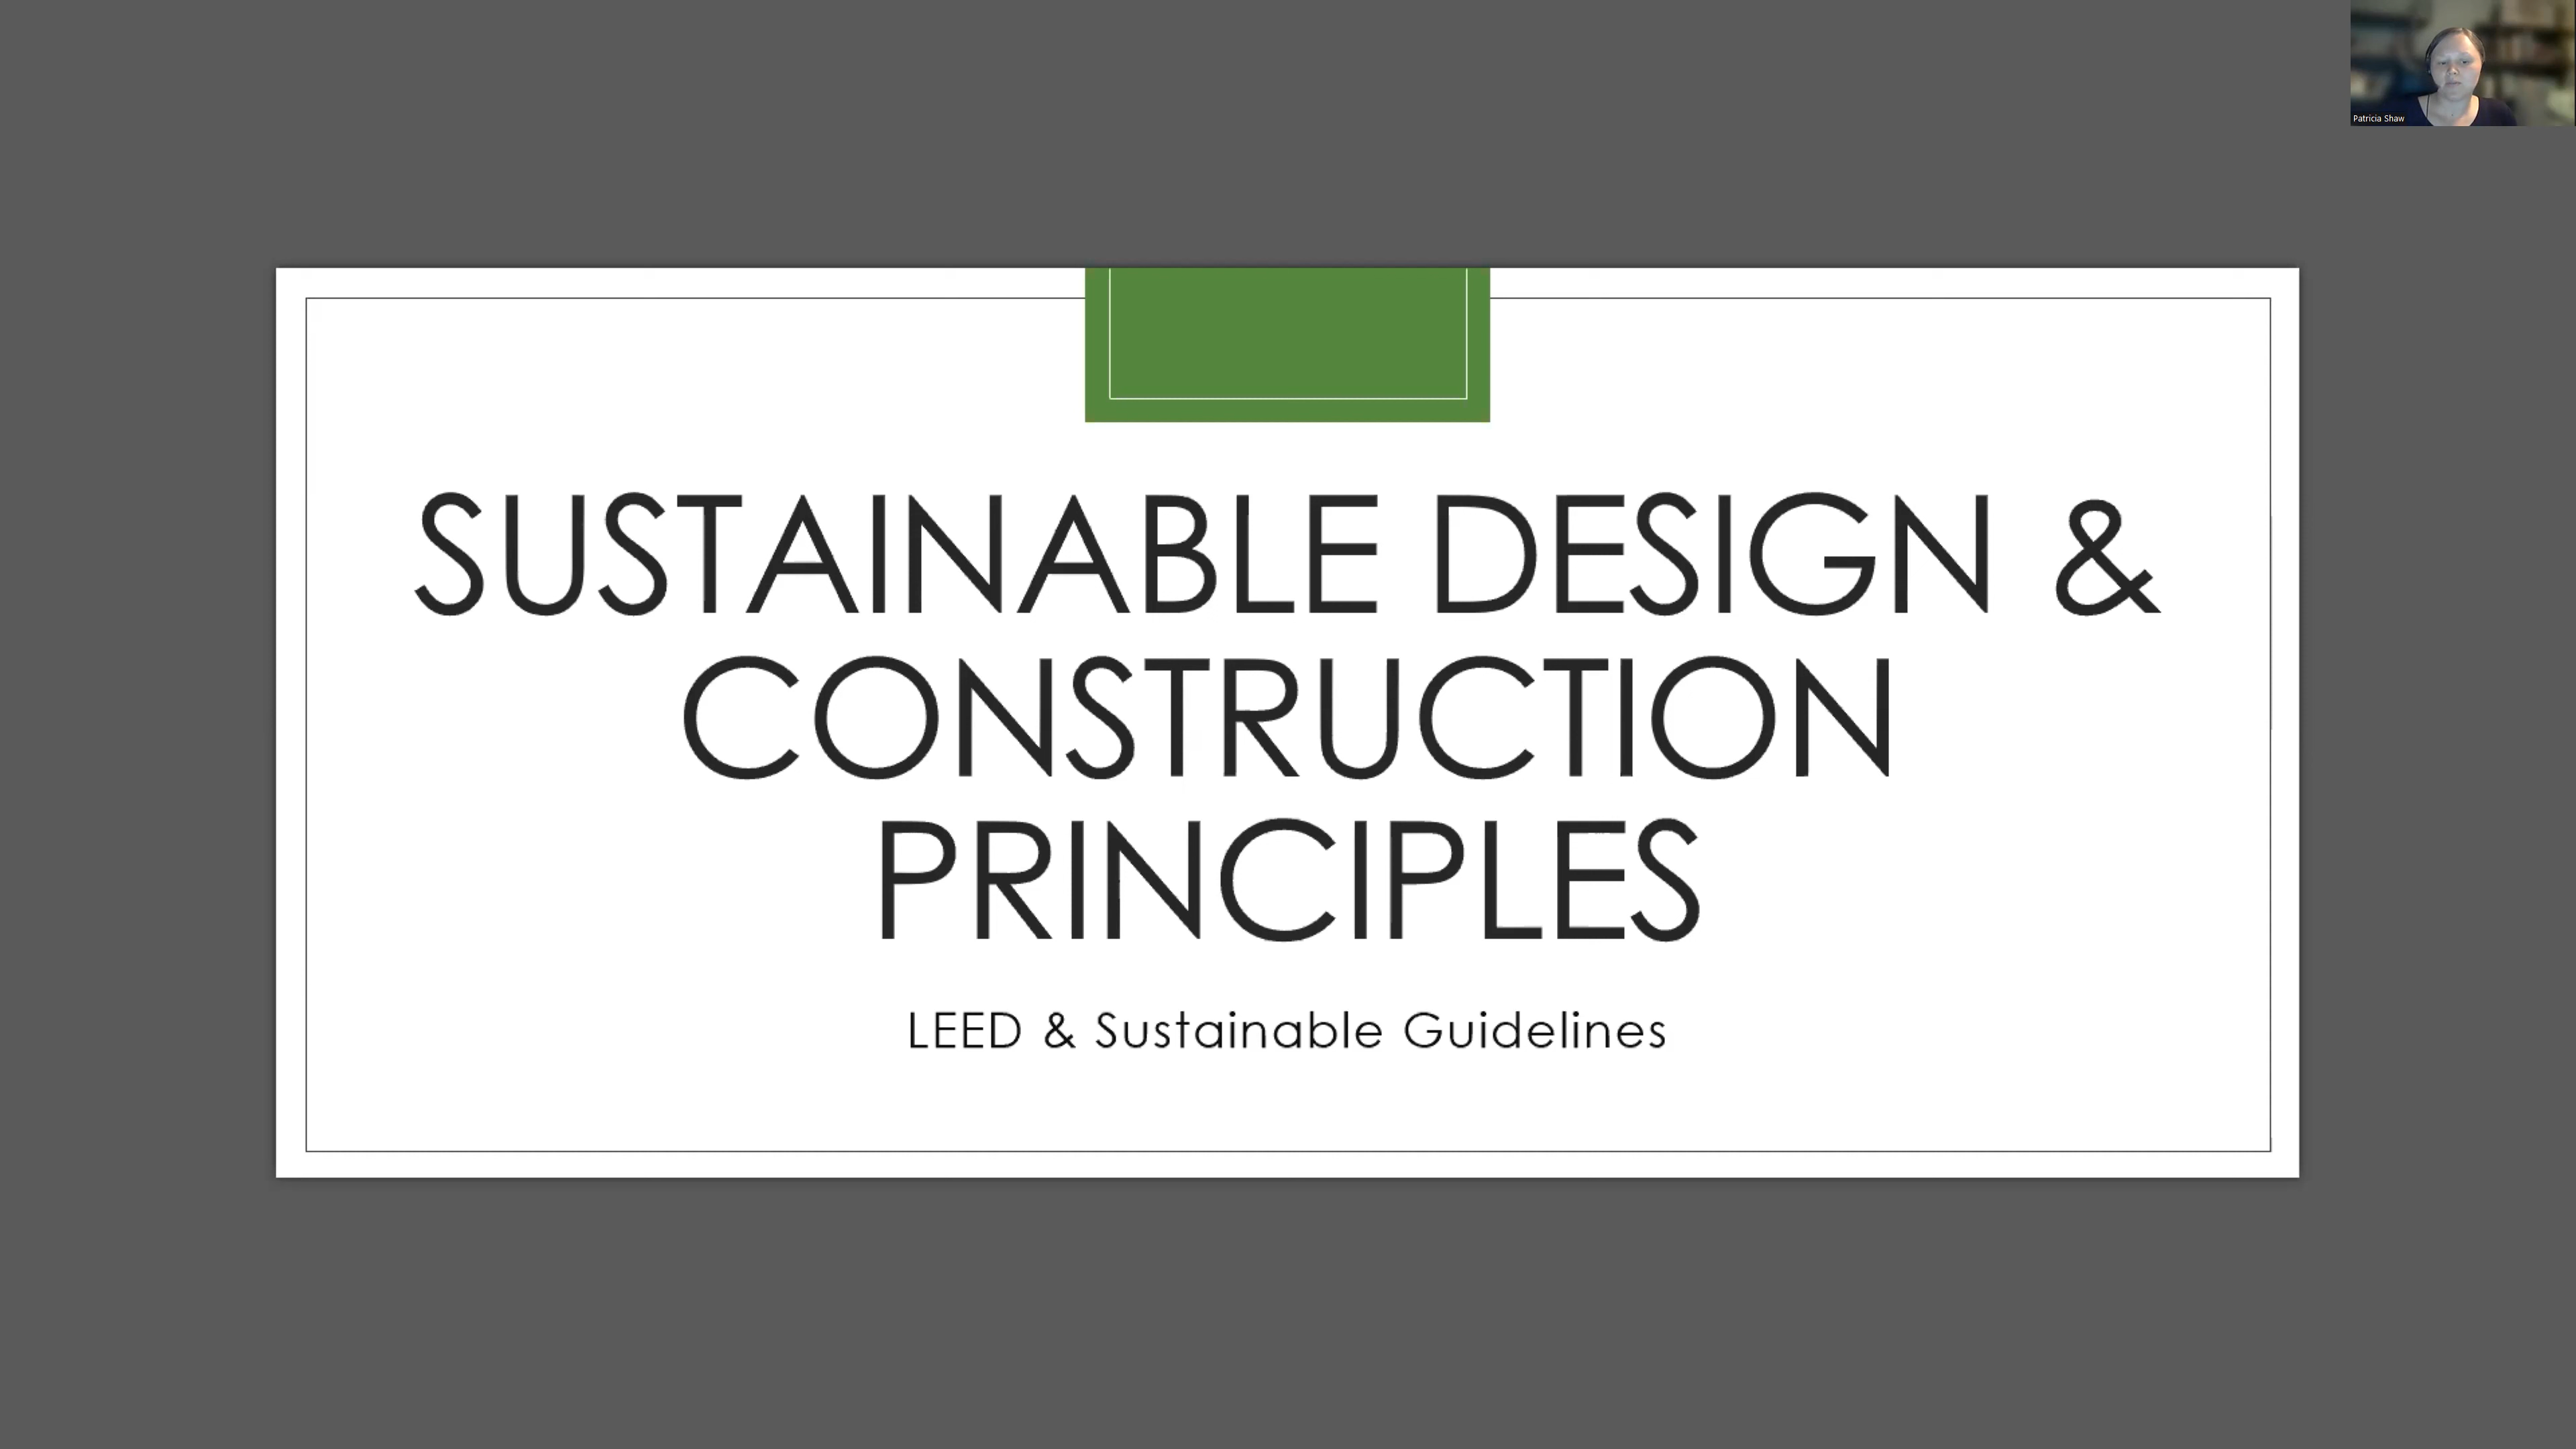 Patricia Shaw
SUSTAINABLE DESIGN &
CONSTRUCTION
PRINCIPLES
LEED & Sustainable Guidelines